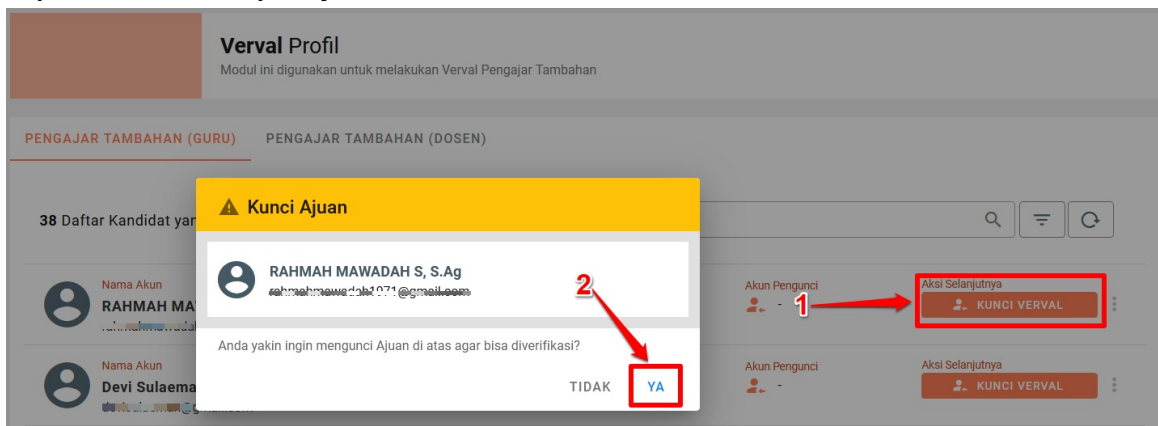 Verval Profil
Modul ini digunakan untuk melakukan Verval Pengajar Tambahan
PENGAJAR TAMBAHAN (GURU) PENGAJAR TAMBAHAN (DOSEN)
38 Daftar Kandidat yan
Kunci Ajuan
RAHMAH MAWADAH S, S.Ag
Anda yakin ingin mengunci Ajuan di atas agar bisa diverifikasi?
TIDAK YA
2
Nama Akun Akun Pengunci Aksi Selanjutnya
RAHMAH MA - 1 KUNCI VERVAL
Nama Akun Akun Pengunci Aksi Selanjutnya
Devi Sulaema - KUNCI VERVAL